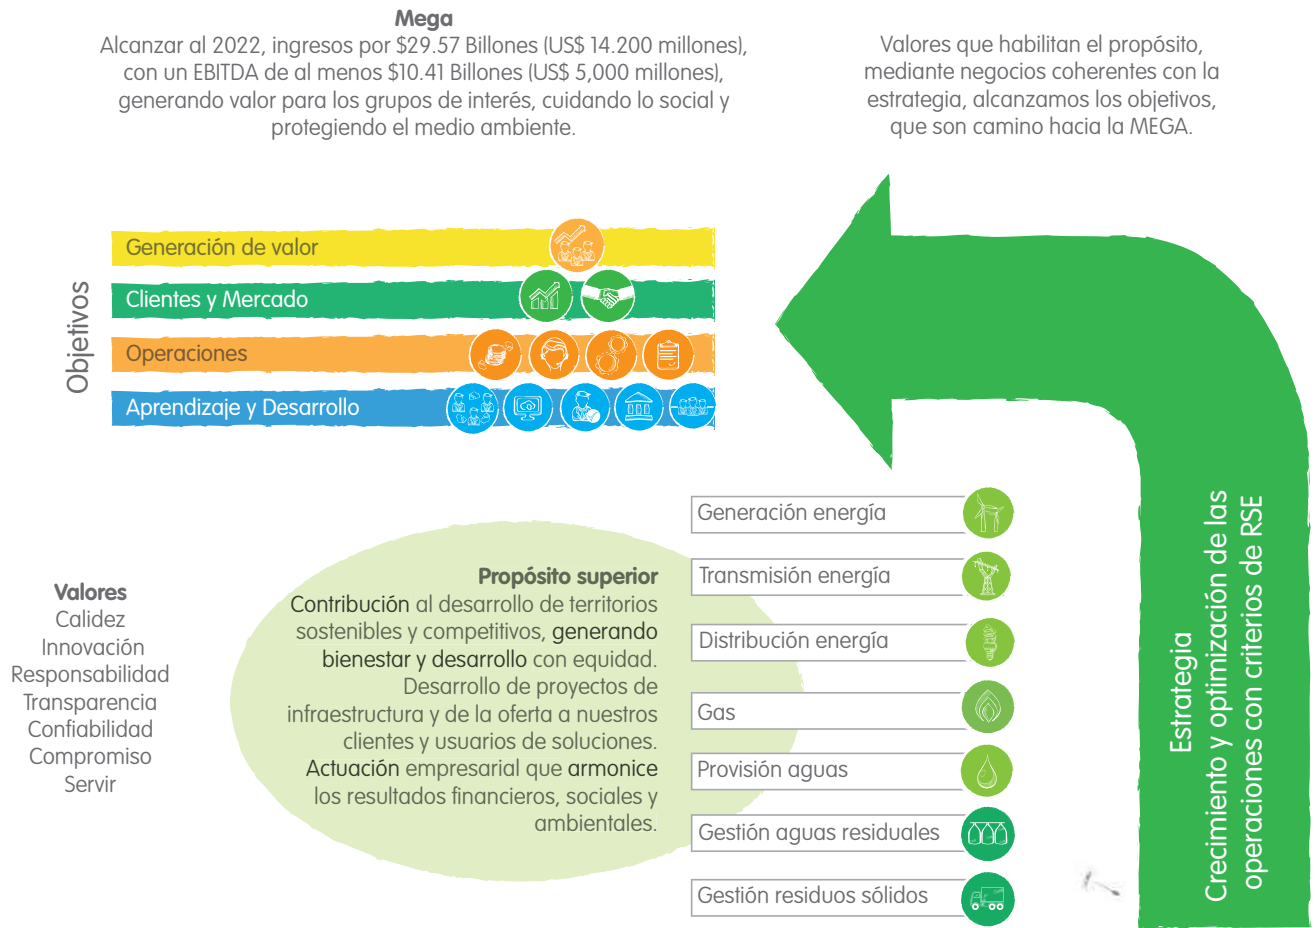 Mega
Alcanzar al 2022, ingresos por $29.57 Billones (US$ 14.200 millones),
con un EBITDA de al menos $10.41 Billones (US$ 5,000 millones),
generando valor para los grupos de interés, cuidando lo social y
protegiendo el medio ambiente.
Valores que habilitan el propósito,
mediante negocios coherentes con la
estrategia, alcanzamos los objetivos,
que son camino hacia la MEGA.
Objetivos
Generación de valor
Clientes y Mercado
Operaciones
Aprendizaje y Desarrollo
Valores
Calidez
Innovación
Responsabilidad
Transparencia
Confiabilidad
Compromiso
Servir
Propósito superior
Contribución al desarrollo de territorios
sostenibles y competitivos, generando
bienestar y desarrollo con equidad.
Desarrollo de proyectos de
infraestructura y de la oferta a nuestros
clientes y usuarios de soluciones.
Actuación empresarial que armonice
los resultados financieros, sociales y
ambientales.
Generación energía
Transmisión energía
Distribución energía
Gas
Provisión aguas
Gestión aguas residuales
Gestión residuos sólidos
Estrategia
Crecimiento y optimización de las
operaciones con criterios de RSE